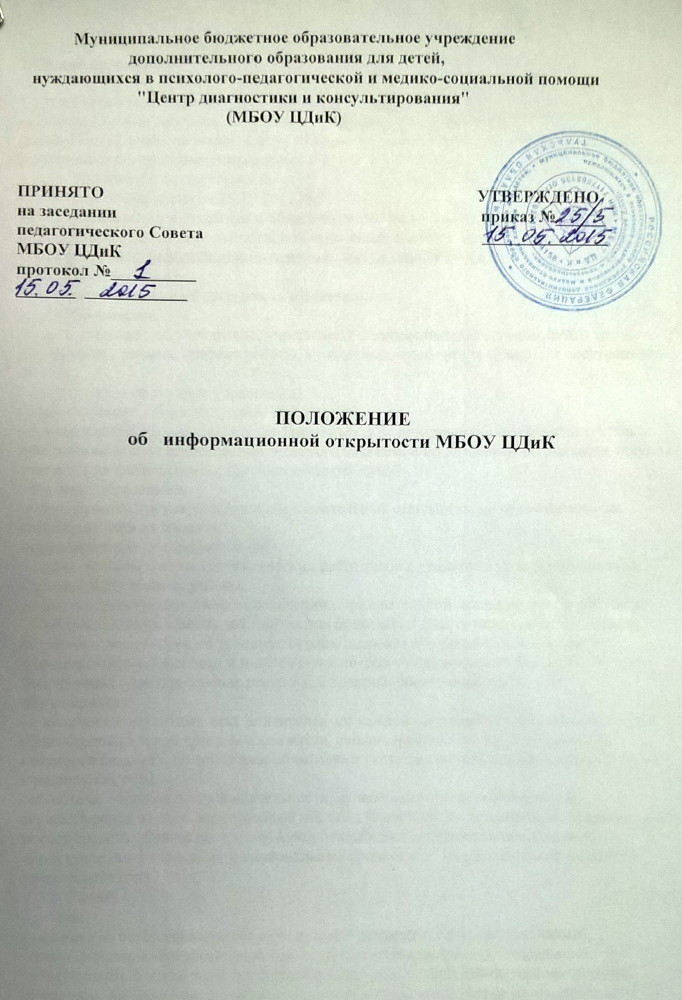 Муниципальное бюджетное образовательное учреждение
дополнительного образования для детей,
нуждающихся в психолого-педагогической и медико-социальной помощи
"Центр диагностики и консультирования"
(МБОУ ЦДиК)
ПРИНЯТО
на заседании
педагогического Совета
МБОУ ЦДиК
протокол № 1
15.05. 2015
УТВЕРЖДЕНО,
приказ № 25/5.
15.05.2015
РОССИЙСКАЯ ФЕДЕРАЦИЯ
ПОЛОЖЕНИЕ
об информационной открытости МБОУ ЦДиК